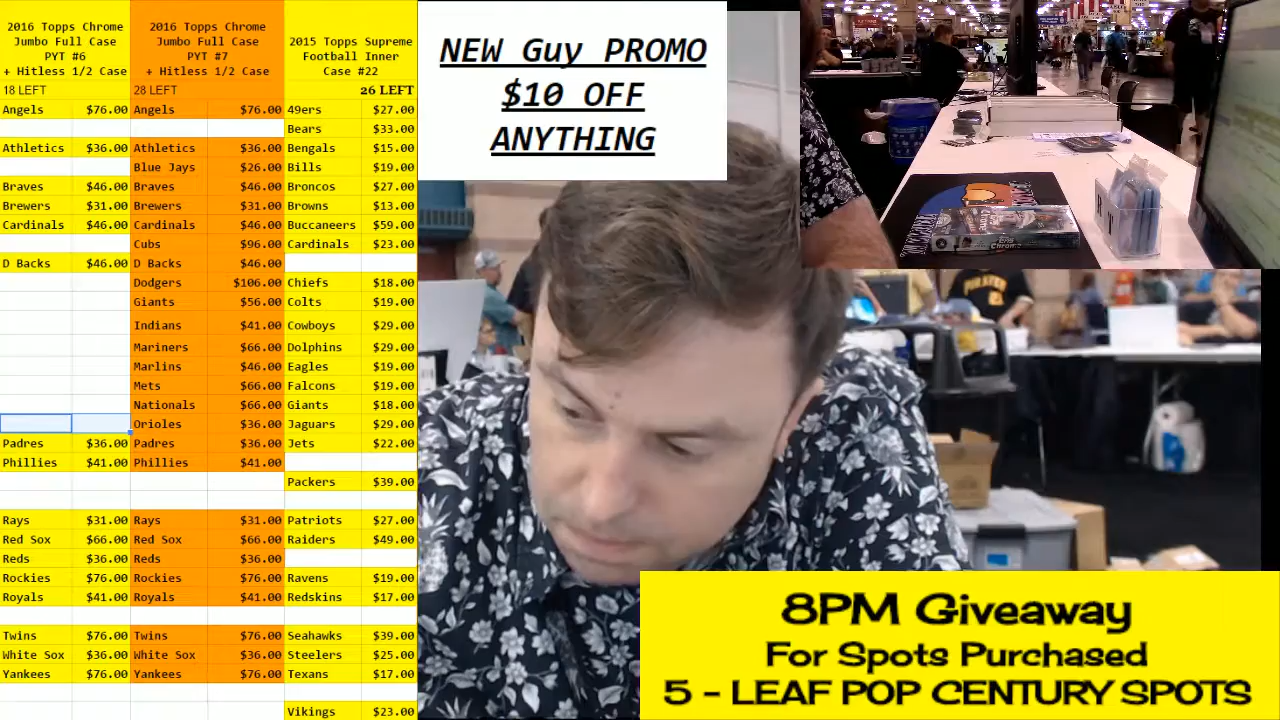 2016 Topps Chrome
Jumbo Full Case
PYT #6
+ Hitless 1/2 Case
18 LEFT
Angels $76.00
Athletics $36.00
Braves $46.00
Brewers $31.00
Cardinals $46.00
D Backs $46.00
Padres $36.00
Phillies $41.00
Rays $31.00
Red Sox $66.00
Reds $36.00
Rockies $76.00
Royals $41.00
Twins $76.00
White Sox $36.00
Yankees $76.00
2016 Topps Chrome
Jumbo Full Case
PYT #7
+ Hitless 1/2 Case
28 LEFT
Angels $76.00
Athletics $36.00
Blue Jays $26.00
Braves $46.00
Brewers $31.00
Cardinals $46.00
Cubs $96.00
D Backs $46.00
Dodgers $106.00
Giants $56.00
Indians $41.00
Mariners $66.00
Marlins $46.00
Mets $66.00
Nationals $66.00
Orioles $36.00
Padres $36.00
Phillies $41.00
Rays $31.00
Red Sox $66.00
Reds $36.00
Rockies $76.00
Royals $41.00
Twins $76.00
White Sox $36.00
Yankees $76.00
2015 Topps Supreme
Football Inner
Case #22
26 LEFT
49ers $27.00
Bears $33.00
Bengals $15.00
Bills $19.00
Broncos $27.00
Browns $13.00
Buccaneers $59.00
Cardinals $23.00
Chiefs $18.00
Colts $19.00
Cowboys $29.00
Dolphins $29.00
Eagles $19.00
Falcons $19.00
Giants $18.00
Jaguars $29.00
Jets $22.00
Packers $39.00
Patriots $27.00
Raiders $49.00
Ravens $19.00
Redskins $17.00
Seahawks $39.00
Steelers $25.00
Texans $17.00
Vikings $23.00
NEW Guy PROMO
$10 OFF
ANYTHING
PIRATES
8PM Giveaway
For Spots Purchased
5 - LEAF POP CENTURY SPOTS